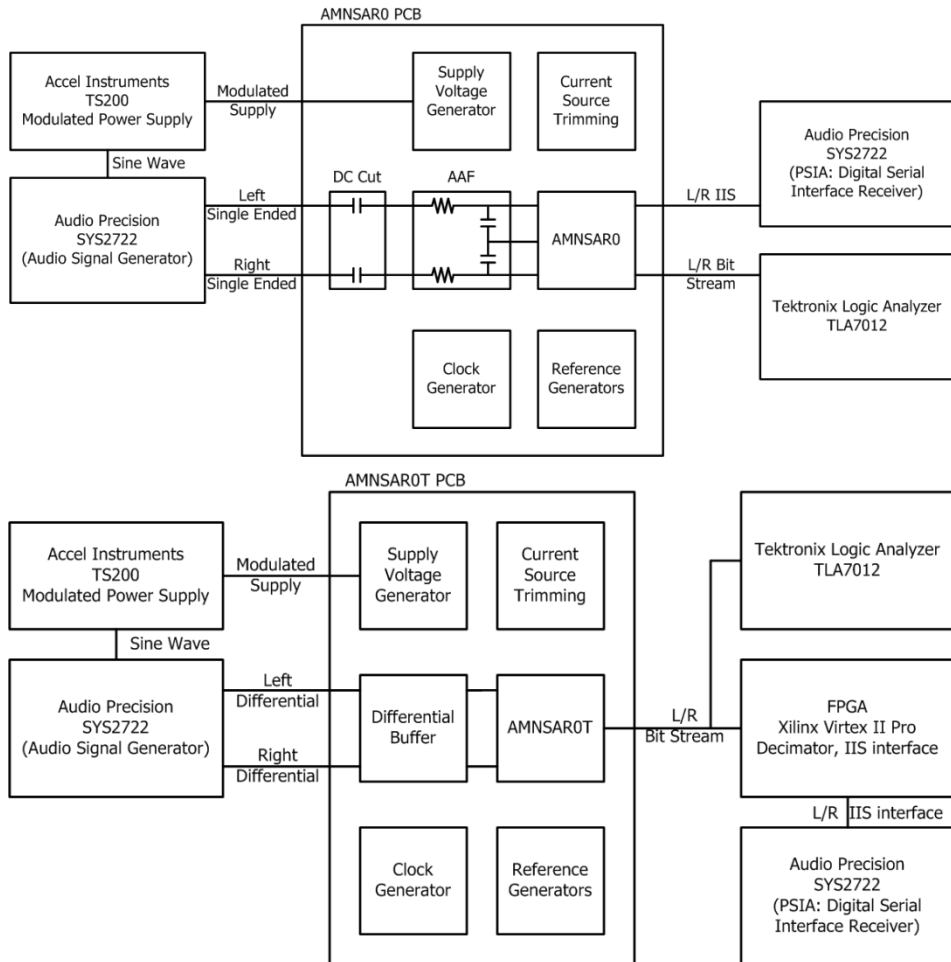 AMNSAR0 PCB
Accel Instruments
TS200
Modulated Power Supply
Modulated
Supply
Supply
Voltage
Generator
Current
Source
Trimming
Sine Wave
Audio Precision
SYS2722
(Audio Signal Generator)
Left
Single Ended
Right
Single Ended
DC Cut
AAF
AMNSAR0
L/R IIS
L/R Bit
Stream
Audio Precision
SYS2722
(PSIA: Digital Serial
Interface Receiver)
Tektronix Logic Analyzer
TLA7012
Clock
Generator
Reference
Generators
AMNSAR0T PCB
Accel Instruments
TS200
Modulated Power Supply
Modulated
Supply
Supply
Voltage
Generator
Current
Source
Trimming
Tektronix Logic Analyzer
TLA7012
Sine Wave
Audio Precision
SYS2722
(Audio Signal Generator)
Left
Differential
Right
Differential
Differential
Buffer
AMNSAR0T
L/R
Bit Stream
FPGA
Xilinx Virtex II Pro
Decimator, IIS interface
L/R IIS interface
Clock
Generator
Reference
Generators
Audio Precision
SYS2722
(PSIA: Digital Serial
Interface Receiver)